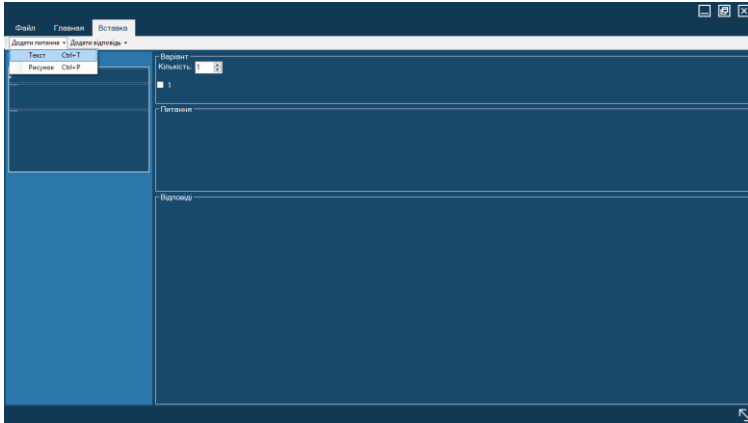 Файл Главная Вставка
Додати питання Додати відповідь
Текст Ctrl+T
Рисунок Ctrl+P
Варіант
Кількість: 1
1
Питання
Відповіді